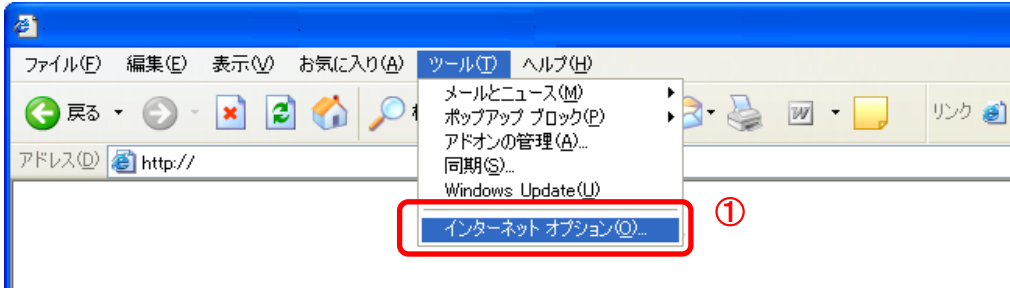 ファイル(F) 編集(E) 表示(V) お気に入り(A) ツール(T) ヘルプ(H)
戻る
リンク
アドレス(D) http://
メールとニュース(M)
ポップアップ ブロック(P)
アドオンの管理(A)...
同期(S)...
Windows Update(U)
インターネット オプション(O)...
①